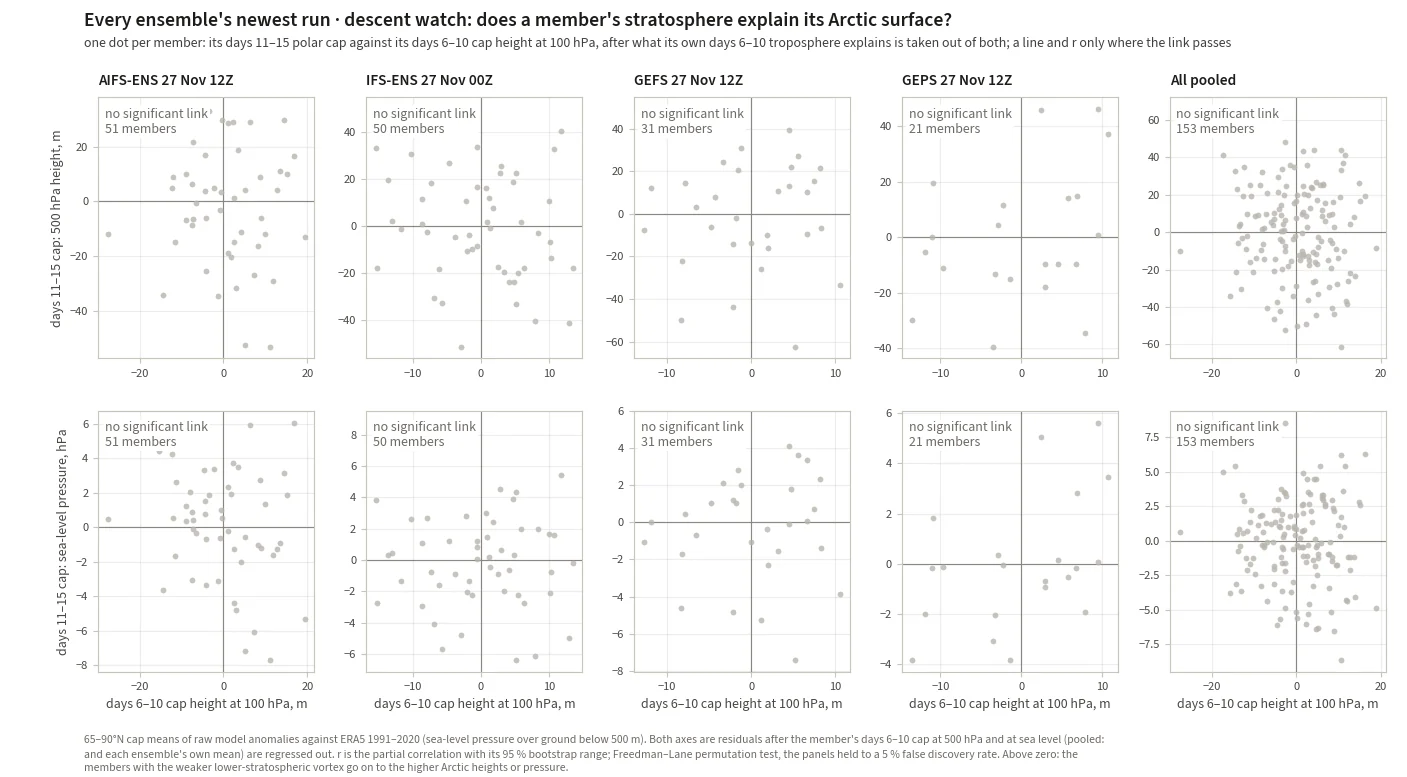 Every ensemble's newest run · descent watch: does a member's stratosphere explain its Arctic surface?
one dot per member: its days 11–15 polar cap against its days 6–10 cap height at 100 hPa, after what its own days 6–10 troposphere explains is taken out of both; a line and r only where the link passes
AIFS-ENS 27 Nov 12Z
IFS-ENS 27 Nov 00Z
GEFS 27 Nov 12Z
GEPS 27 Nov 12Z
All pooled
days 11–15 cap: 500 hPa height, m
no significant link
51 members
20
0
−20
−40
−20
0
20
no significant link
50 members
40
20
0
−20
−40
−10
0
10
no significant link
31 members
40
20
0
−20
−40
−60
−10
0
10
no significant link
21 members
40
20
0
−20
−40
−10
0
10
no significant link
153 members
60
40
20
0
−20
−40
−60
−20
0
20
days 11–15 cap: sea-level pressure, hPa
no significant link
51 members
6
4
2
0
−2
−4
−6
−8
−20
0
20
days 6–10 cap height at 100 hPa, m
no significant link
50 members
8
6
4
2
0
−2
−4
−6
−10
0
10
days 6–10 cap height at 100 hPa, m
no significant link
31 members
6
4
2
0
−2
−4
−6
−8
−10
0
10
days 6–10 cap height at 100 hPa, m
no significant link
21 members
6
4
2
0
−2
−4
−10
0
10
days 6–10 cap height at 100 hPa, m
no significant link
153 members
7.5
5.0
2.5
0.0
−2.5
−5.0
−7.5
−20
0
20
days 6–10 cap height at 100 hPa, m
65–90°N cap means of raw model anomalies against ERA5 1991–2020 (sea-level pressure over ground below 500 m). Both axes are residuals after the member's days 6–10 cap at 500 hPa and at sea level (pooled:
and each ensemble's own mean) are regressed out. r is the partial correlation with its 95 % bootstrap range; Freedman–Lane permutation test, the panels held to a 5 % false discovery rate. Above zero: the
members with the weaker lower-stratospheric vortex go on to the higher Arctic heights or pressure.